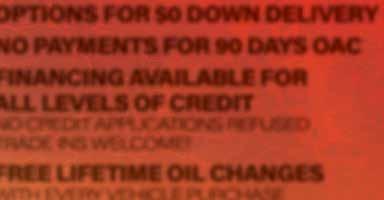 OPTIONS FOR $0 DOWN DELIVERY
NO PAYMENTS FOR 90 DAYS OAC
FINANCING AVAILABLE FOR
ALL LEVELS OF CREDIT
NO CREDIT APPLICATIONS REFUSED
TRADE INS WELCOME!!
FREE LIFETIME OIL CHANGES
WITH EVERY VEHICLE PURCHASE